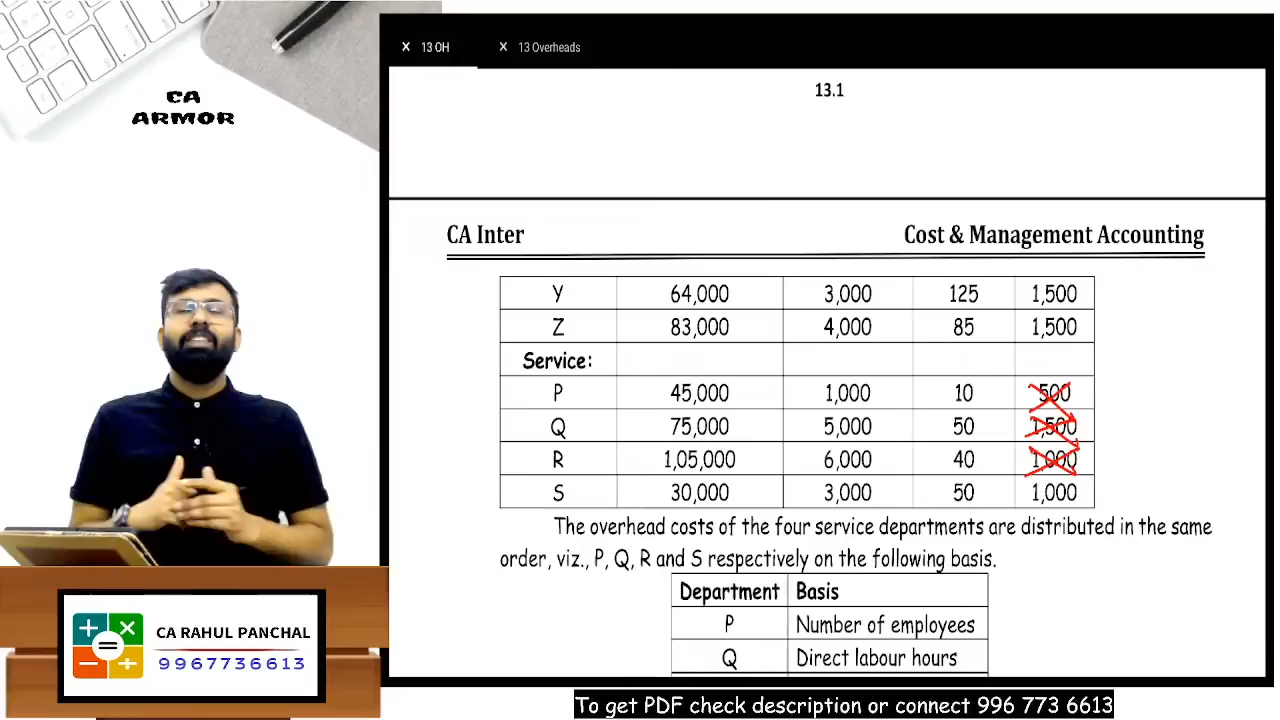 CA
ARMOR
× 13 OH
× 13 Overheads
13.1
CA Inter
Cost & Management Accounting
Y 64,000 3,000 125 1,500
Z 83,000 4,000 85 1,500
Service:
P 45,000 1,000 10 500
Q 75,000 5,000 50 1,500
R 1,05,000 6,000 40 1,000
S 30,000 3,000 50 1,000
The overhead costs of the four service departments are distributed in the same
order, viz., P, Q, R and S respectively on the following basis.
Department Basis
P Number of employees
Q Direct labour hours
CA RAHUL PANCHAL
9967736613
To get PDF check description or connect 996 773 6613